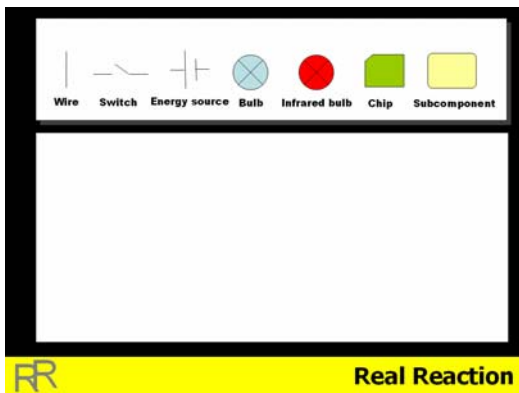 Wire Switch Energy source Bulb Infrared bulb Chip Subcomponent
RR Real Reaction